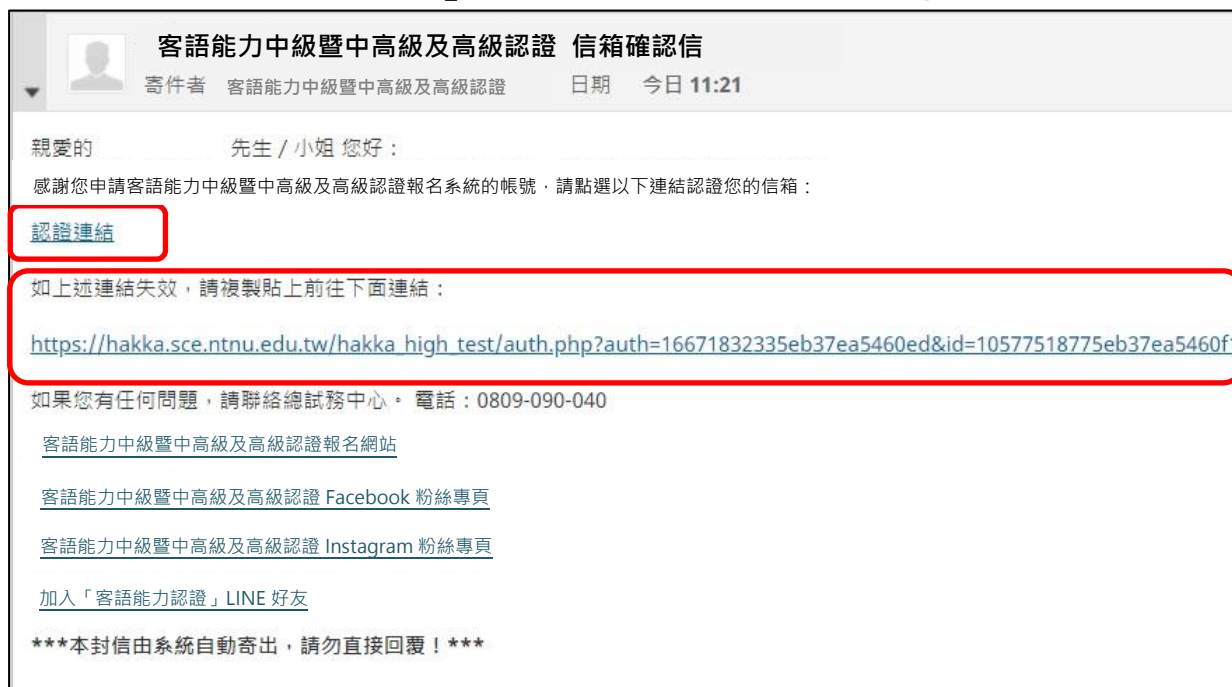 客語能力中級暨中高級及高級認證 信箱確認信
寄件者 客語能力中級暨中高級及高級認證 日期 今日 11:21
親愛的 先生 / 小姐 您好：
感謝您申請客語能力中級暨中高級及高級認證報名系統的帳號，請點選以下連結認證您的信箱：
認證連結
如上述連結失效，請複製貼上前往下面連結：
https://hakka.sce.ntnu.edu.tw/hakka_high_test/auth.php?auth=16671832335eb37ea5460ed&id=10577518775eb37ea5460f
如果您有任何問題，請聯絡總試務中心。 電話：0809-090-040
客語能力中級暨中高級及高級認證報名網站
客語能力中級暨中高級及高級認證 Facebook 粉絲專頁
客語能力中級暨中高級及高級認證 Instagram 粉絲專頁
加入「客語能力認證」LINE 好友
***本封信由系統自動寄出，請勿直接回覆！***